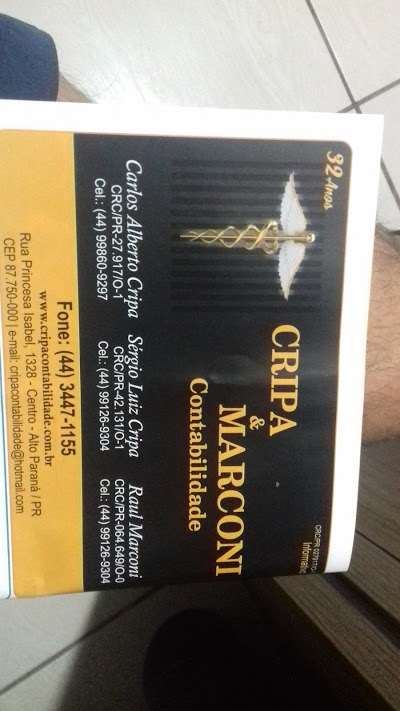 32 Anos
CRIPA
&
MARCONI
Contabilidade
Carlos Alberto Cripa
CRC/PR-27.917/O-1
Cel.: (44) 99860-9297
Sérgio Luiz Cripa
CRC/PR-42.131/O-1
Cel.: (44) 99126-9304
Raul Marconi
CRC/PR-064.649/O-0
Cel.: (44) 99126-9304
Fone: (44) 3447-1155
www.cripacontabilidade.com.br
Rua Princesa Isabel, 1328 - Centro - Alto Paraná / PR
CEP 87.750-000 | e-mail: cripacontabilidade@hotmail.com